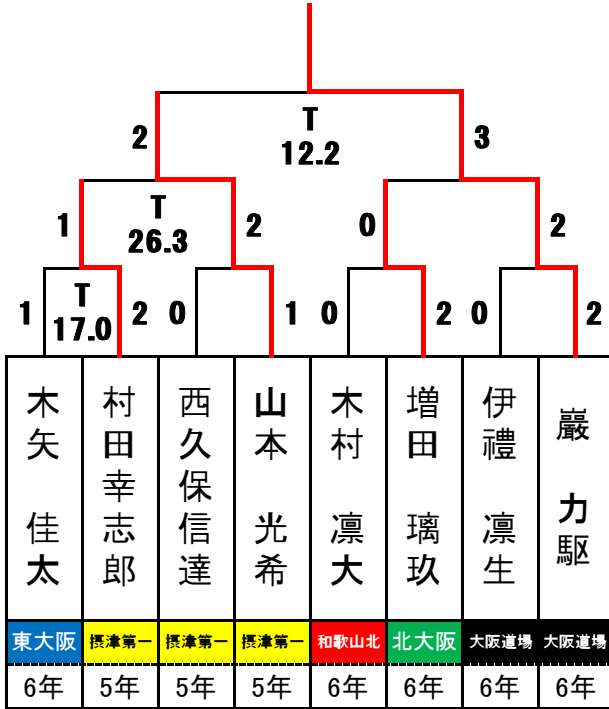 T
12.2
2
3
T
26.3
1
2
0
2
T
17.0
1
2
0
1
0
2
0
2
木矢 佳太
村田幸志郎
西久保信達
山本 光希
木村 凛大
増田 璃玖
伊禮 凛生
巌 力駆
東大阪
摂津第一
摂津第一
摂津第一
和歌山北
北大阪
大阪道場
大阪道場
6年
5年
5年
5年
6年
6年
6年
6年